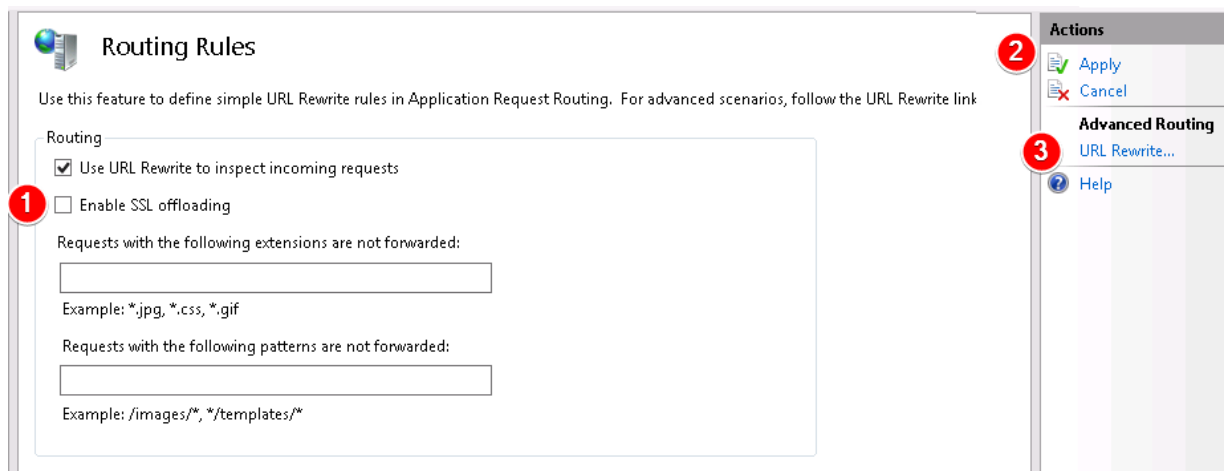 Routing Rules
Use this feature to define simple URL Rewrite rules in Application Request Routing.  For advanced scenarios, follow the URL Rewrite link
Routing
Use URL Rewrite to inspect incoming requests
1
Enable SSL offloading
Requests with the following extensions are not forwarded:
Example: *.jpg, *.css, *.gif
Requests with the following patterns are not forwarded:
Example: /images/*, */templates/*
Actions
2
Apply
Cancel
Advanced Routing
3
URL Rewrite...
Help